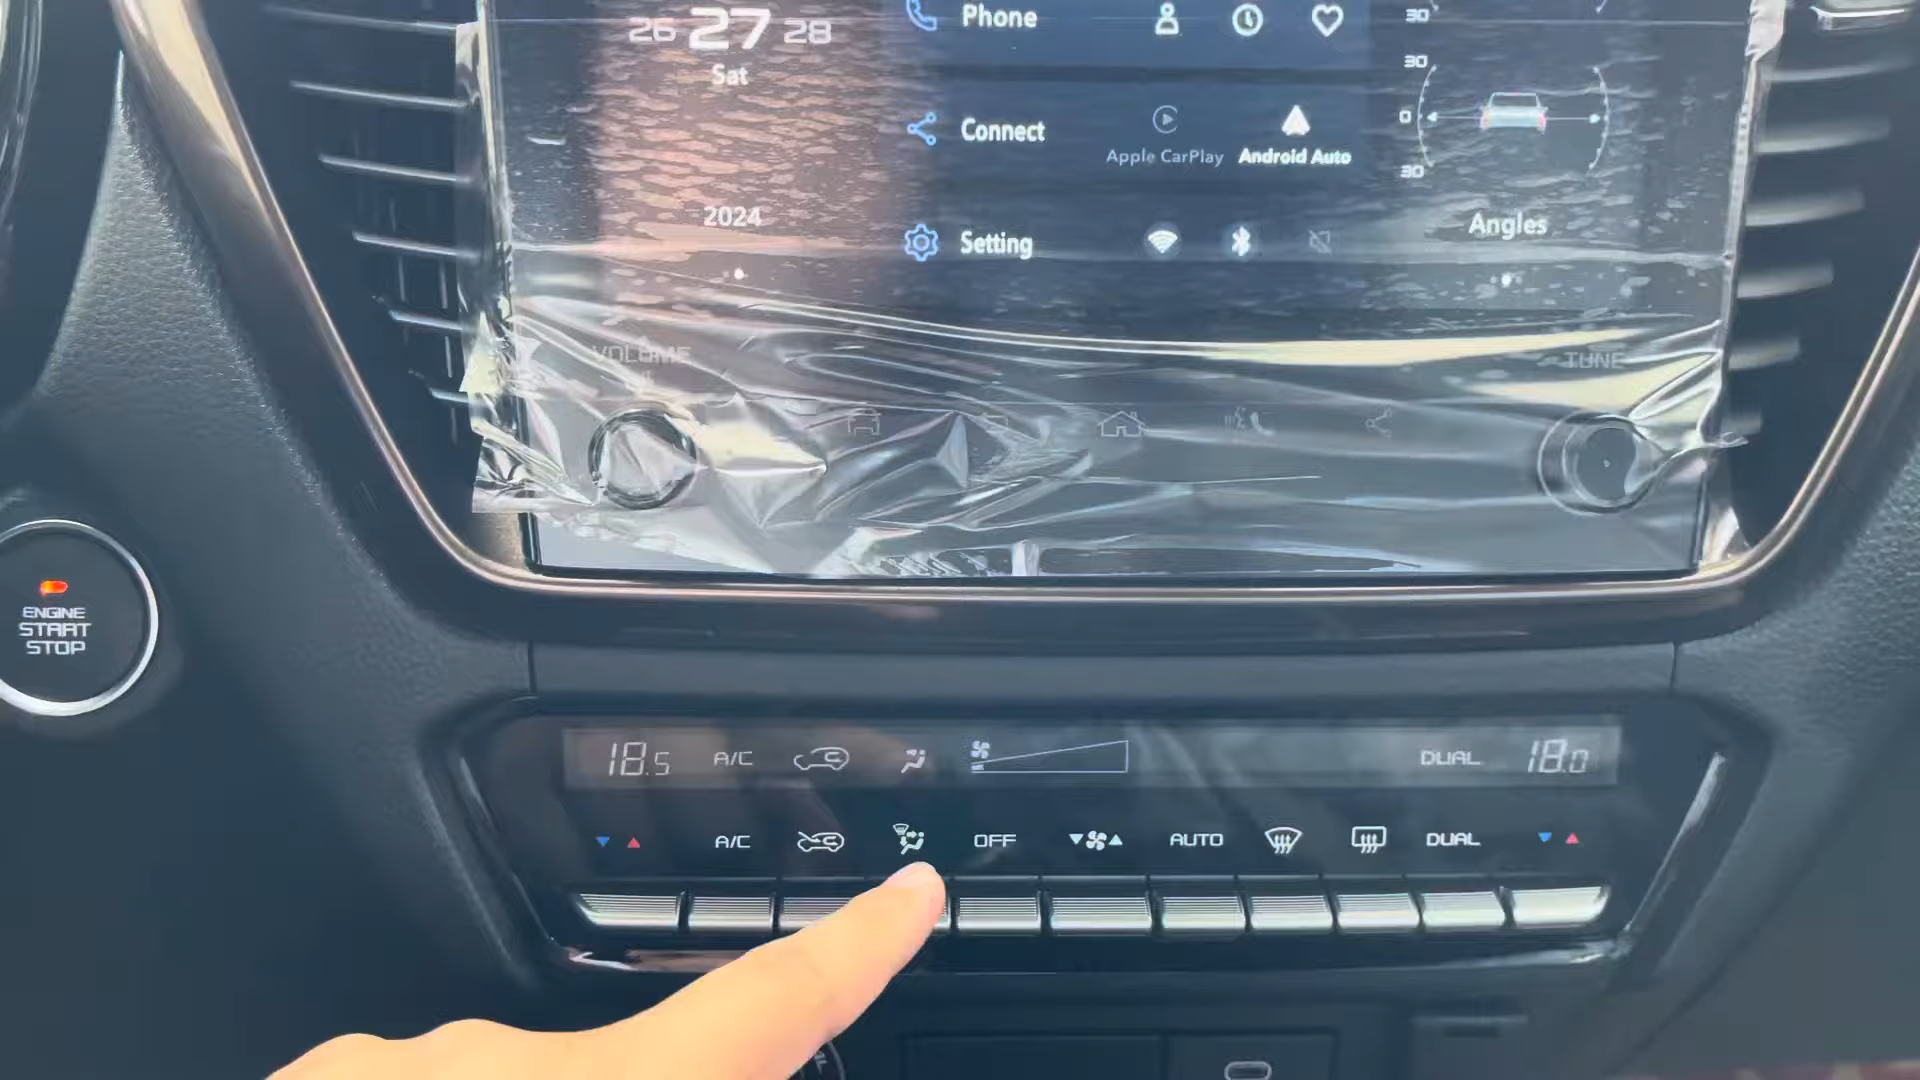 26 27 28
Sat
2024
Phone
Connect
Apple CarPlay
Android Auto
Setting
30
30
0
30
Angles
VOLUME
TUNE
ENGINE
START
STOP
18.5 A/C DUAL 18.0
A/C OFF AUTO DUAL